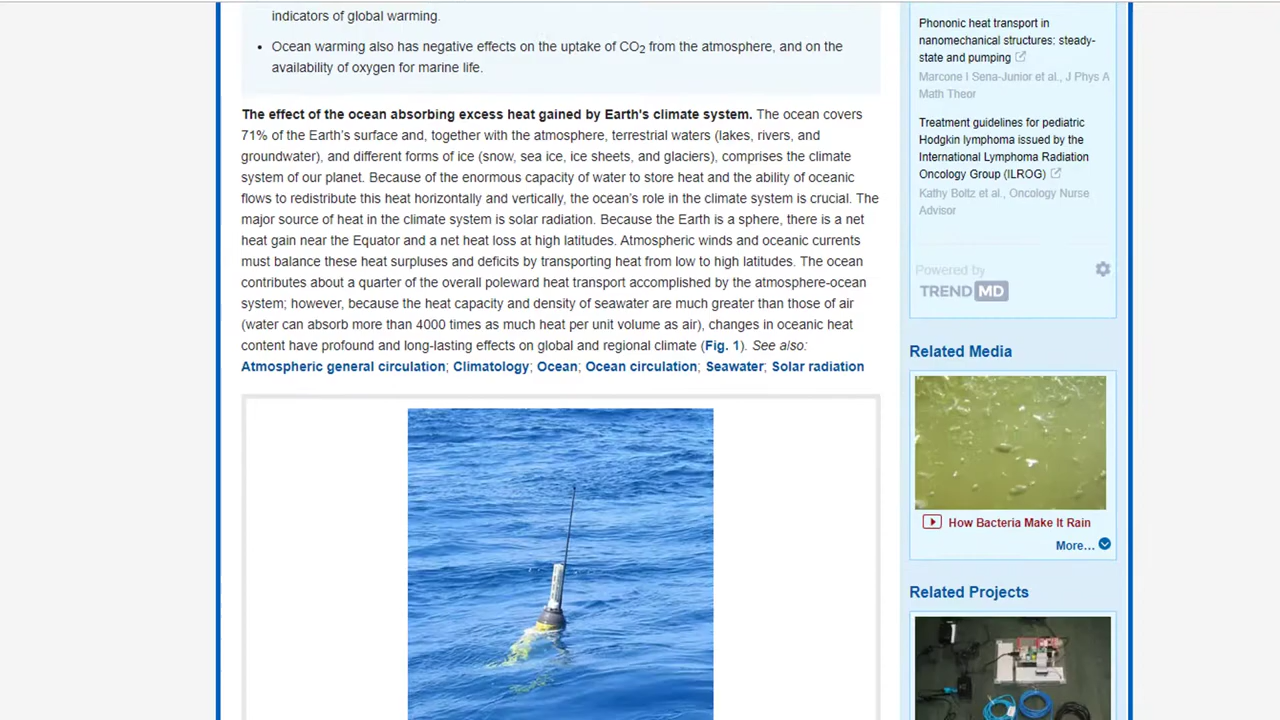 indicators of global warming.
• Ocean warming also has negative effects on the uptake of CO2 from the atmosphere, and on the
availability of oxygen for marine life.
The effect of the ocean absorbing excess heat gained by Earth's climate system. The ocean covers
71% of the Earth's surface and, together with the atmosphere, terrestrial waters (lakes, rivers, and
groundwater), and different forms of ice (snow, sea ice, ice sheets, and glaciers), comprises the climate
system of our planet. Because of the enormous capacity of water to store heat and the ability of oceanic
flows to redistribute this heat horizontally and vertically, the ocean's role in the climate system is crucial. The
major source of heat in the climate system is solar radiation. Because the Earth is a sphere, there is a net
heat gain near the Equator and a net heat loss at high latitudes. Atmospheric winds and oceanic currents
must balance these heat surpluses and deficits by transporting heat from low to high latitudes. The ocean
contributes about a quarter of the overall poleward heat transport accomplished by the atmosphere-ocean
system; however, because the heat capacity and density of seawater are much greater than those of air
(water can absorb more than 4000 times as much heat per unit volume as air), changes in oceanic heat
content have profound and long-lasting effects on global and regional climate (Fig. 1). See also:
Atmospheric general circulation; Climatology; Ocean; Ocean circulation; Seawater; Solar radiation
Phononic heat transport in
nanomechanical structures: steady-
state and pumping
Marcone I Sena-Junior et al., J Phys A
Math Theor
Treatment guidelines for pediatric
Hodgkin lymphoma issued by the
International Lymphoma Radiation
Oncology Group (ILROG)
Kathy Boltz et al., Oncology Nurse
Advisor
Powered by
TREND MD
Related Media
How Bacteria Make It Rain
More...
Related Projects